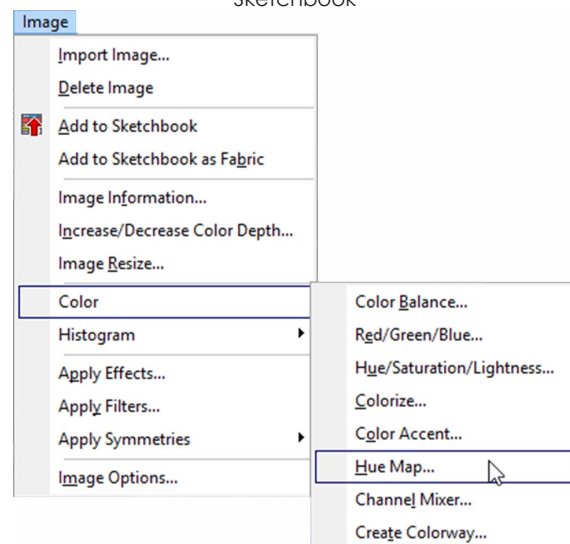 Sketchbook
Image
Import Image...
Delete Image
Add to Sketchbook
Add to Sketchbook as Fabric
Image Information...
Increase/Decrease Color Depth...
Image Resize...
Color
Histogram
Apply Effects...
Apply Filters...
Apply Symmetries
Image Options...
Color Balance...
Red/Green/Blue...
Hue/Saturation/Lightness...
Colorize...
Color Accent...
Hue Map...
Channel Mixer...
Create Colorway...